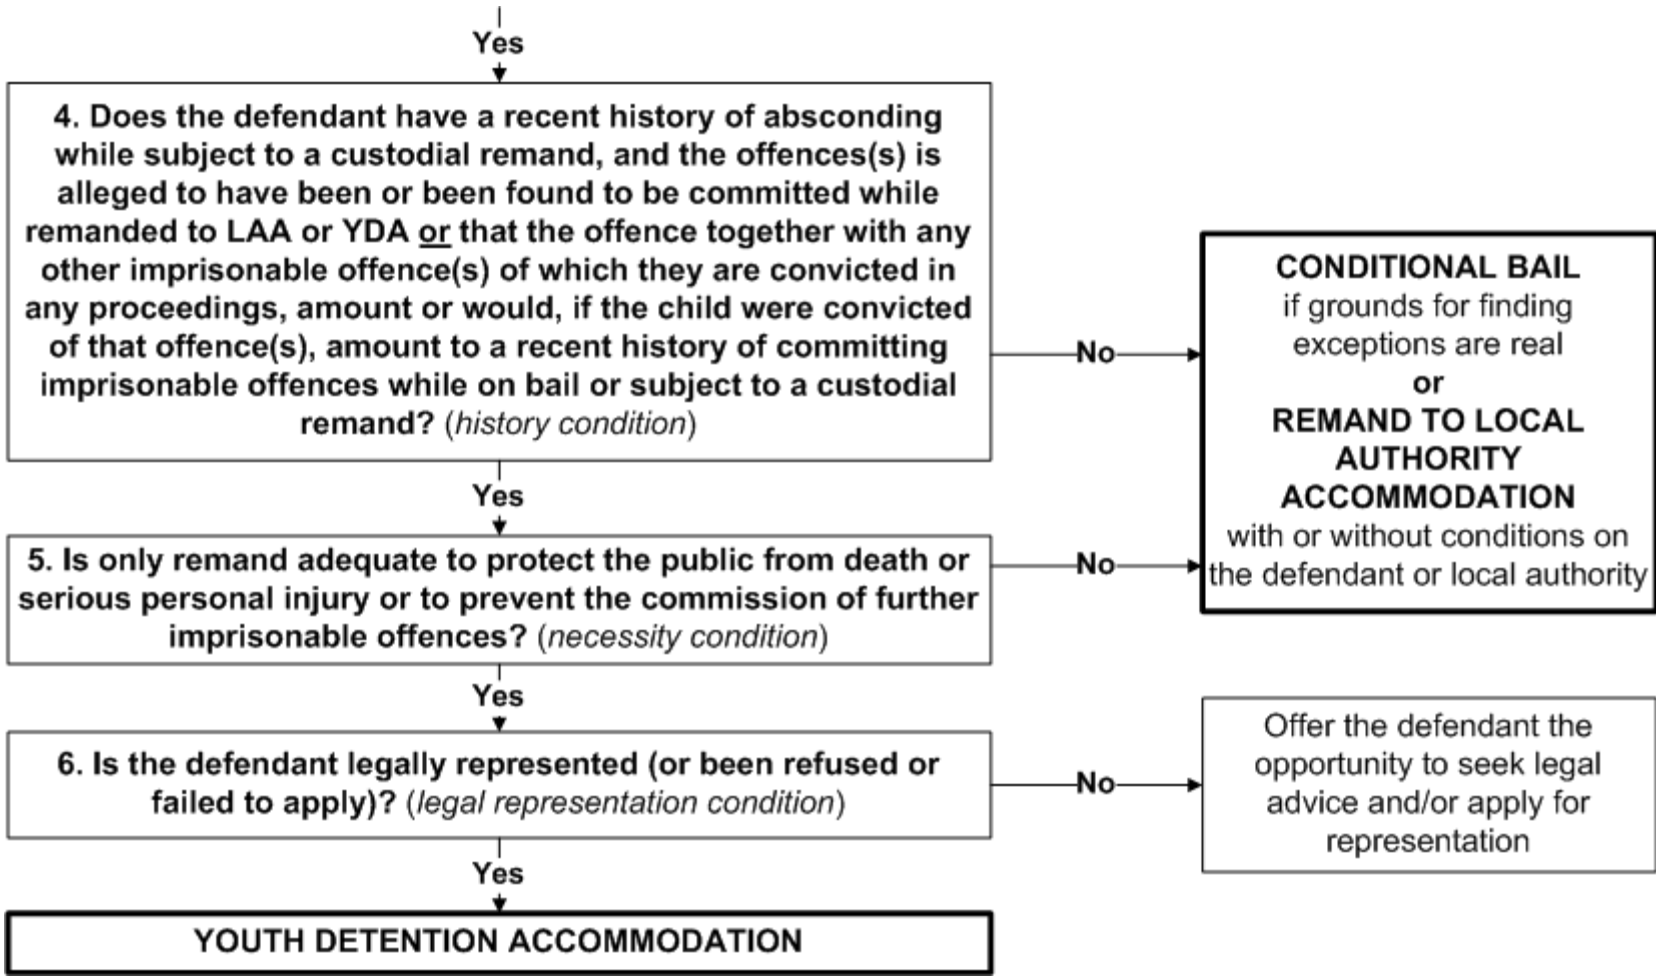 Yes
4. Does the defendant have a recent history of absconding
while subject to a custodial remand, and the offences(s) is
alleged to have been or been found to be committed while
remanded to LAA or YDA or that the offence together with any
other imprisonable offence(s) of which they are convicted in
any proceedings, amount or would, if the child were convicted
of that offence(s), amount to a recent history of committing
imprisonable offences while on bail or subject to a custodial
remand? (history condition)
No
CONDITIONAL BAIL
if grounds for finding
exceptions are real
or
REMAND TO LOCAL
AUTHORITY
ACCOMMODATION
with or without conditions on
the defendant or local authority
Yes
5. Is only remand adequate to protect the public from death or
serious personal injury or to prevent the commission of further
imprisonable offences? (necessity condition)
No
Yes
6. Is the defendant legally represented (or been refused or
failed to apply)? (legal representation condition)
No
Offer the defendant the
opportunity to seek legal
advice and/or apply for
representation
Yes
YOUTH DETENTION ACCOMMODATION